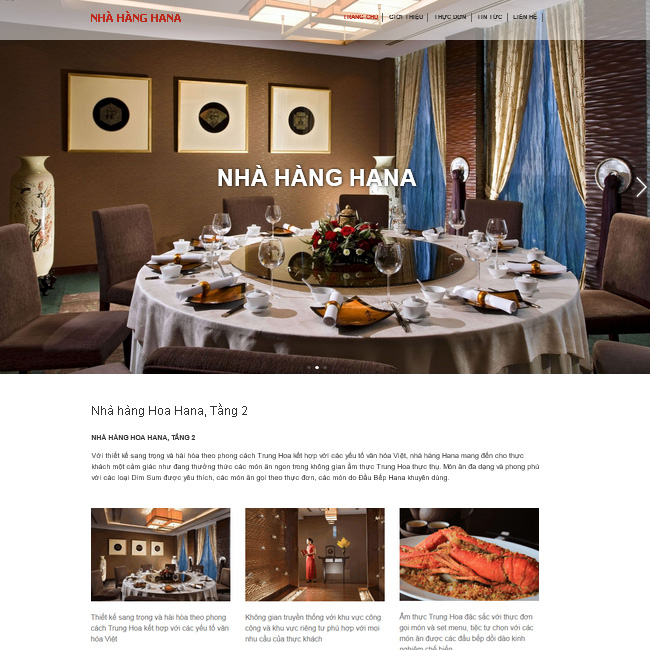 NHÀ HÀNG HANA
TRANG CHỦ
GIỚI THIỆU
THỰC ĐƠN
TIN TỨC
LIÊN HỆ
NHÀ HÀNG HANA
Nhà hàng Hoa Hana, Tầng 2
NHÀ HÀNG HOA HANA, TẦNG 2
Với thiết kế sang trọng và hài hòa theo phong cách Trung Hoa kết hợp với các yếu tố văn hóa Việt, nhà hàng Hana mang đến cho thực
khách một cảm giác như đang thưởng thức các món ăn ngon trong không gian ẩm thực Trung Hoa thực thụ. Món ăn đa dạng và phong phú
với các loại Dim Sum được yêu thích, các món ăn gọi theo thực đơn, các món do Đầu Bếp Hana khuyên dùng.
Thiết kế sang trọng và hài hòa theo phong
cách Trung Hoa kết hợp với các yếu tố văn
hóa Việt
Không gian truyền thống với khu vực công
cộng và khu vực riêng tư phù hợp với mọi
nhu cầu của thực khách
Ẩm thực Trung Hoa đặc sắc với thực đơn
gọi món và set menu, tiệc tự chọn với các
món ăn được các đầu bếp dồi dào kinh
nghiệm chế biến